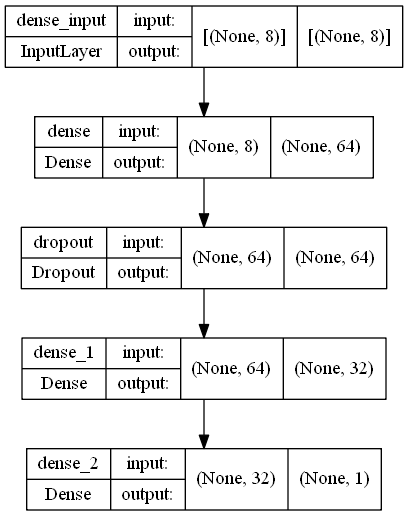 dense_input input: [(None, 8)] [(None, 8)]
InputLayer output:
dense input: (None, 8) (None, 64)
Dense output:
dropout input: (None, 64) (None, 64)
Dropout output:
dense_1 input: (None, 64) (None, 32)
Dense output:
dense_2 input: (None, 32) (None, 1)
Dense output: